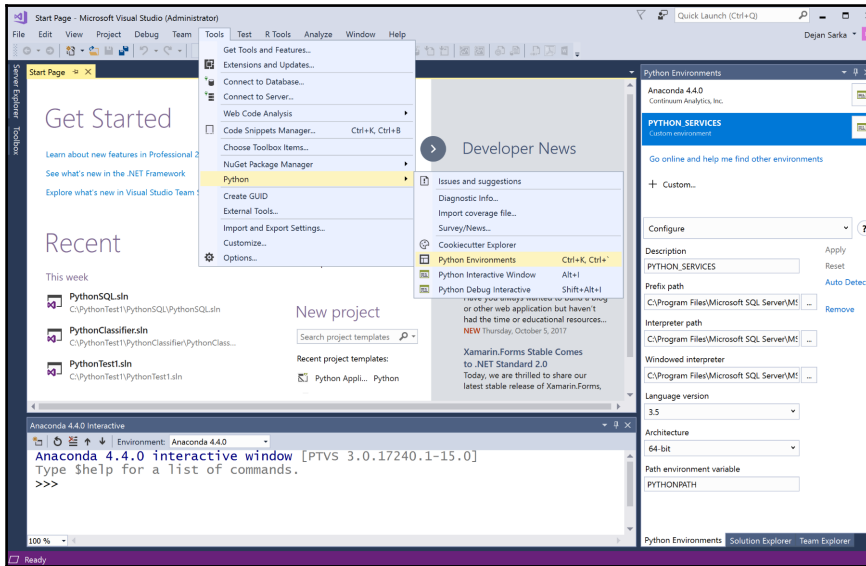 Start Page - Microsoft Visual Studio (Administrator)
Quick Launch (Ctrl+Q)
File Edit View Project Debug Team Tools Test R Tools Analyze Window Help
Dejan Sarka
Server Explorer
Toolbox
Start Page
Get Started
Learn about new features in Professional 2
See what's new in the .NET Framework
Explore what's new in Visual Studio Team S
Recent
This week
PythonSQL.sln
C:\PythonTest1\PythonSQL\PythonSQL.sln
PythonClassifier.sln
C:\PythonTest1\PythonClassifier\PythonClass...
PythonTest1.sln
C:\PythonTest1\PythonTest1.sln
Get Tools and Features...
Extensions and Updates...
Connect to Database...
Connect to Server...
Web Code Analysis
Code Snippets Manager... Ctrl+K, Ctrl+B
Choose Toolbox Items...
NuGet Package Manager
Python
Create GUID
External Tools...
Import and Export Settings...
Customize...
Options...
Issues and suggestions
Diagnostic Info...
Import coverage file...
Survey/News...
Cookiecutter Explorer
Python Environments Ctrl+K, Ctrl+`
Python Interactive Window Alt+I
Python Debug Interactive Shift+Alt+I
New project
Search project templates
Recent project templates:
Python Appli... Python
Developer News
Have you always wanted to build a blog
or other web application but haven't
had the time or educational resources...
NEW Thursday, October 5, 2017
Xamarin.Forms Stable Comes
to .NET Standard 2.0
Today, we are thrilled to share our
latest stable release of Xamarin.Forms,
Anaconda 4.4.0 Interactive
Environment: Anaconda 4.4.0
Anaconda 4.4.0 interactive window [PTVS 3.0.17240.1-15.0]
Type $help for a list of commands.
>>>
100 %
Ready
Python Environments
Anaconda 4.4.0
Continuum Analytics, Inc.
PYTHON_SERVICES
Custom environment
Go online and help me find other environments
+ Custom...
Configure
?
Description
Apply
PYTHON_SERVICES
Reset
Prefix path
Auto Detec
C:\Program Files\Microsoft SQL Server\MS ...
Remove
Interpreter path
C:\Program Files\Microsoft SQL Server\MS ...
Windowed interpreter
C:\Program Files\Microsoft SQL Server\MS ...
Language version
3.5
Architecture
64-bit
Path environment variable
PYTHONPATH
Python Environments Solution Explorer Team Explorer